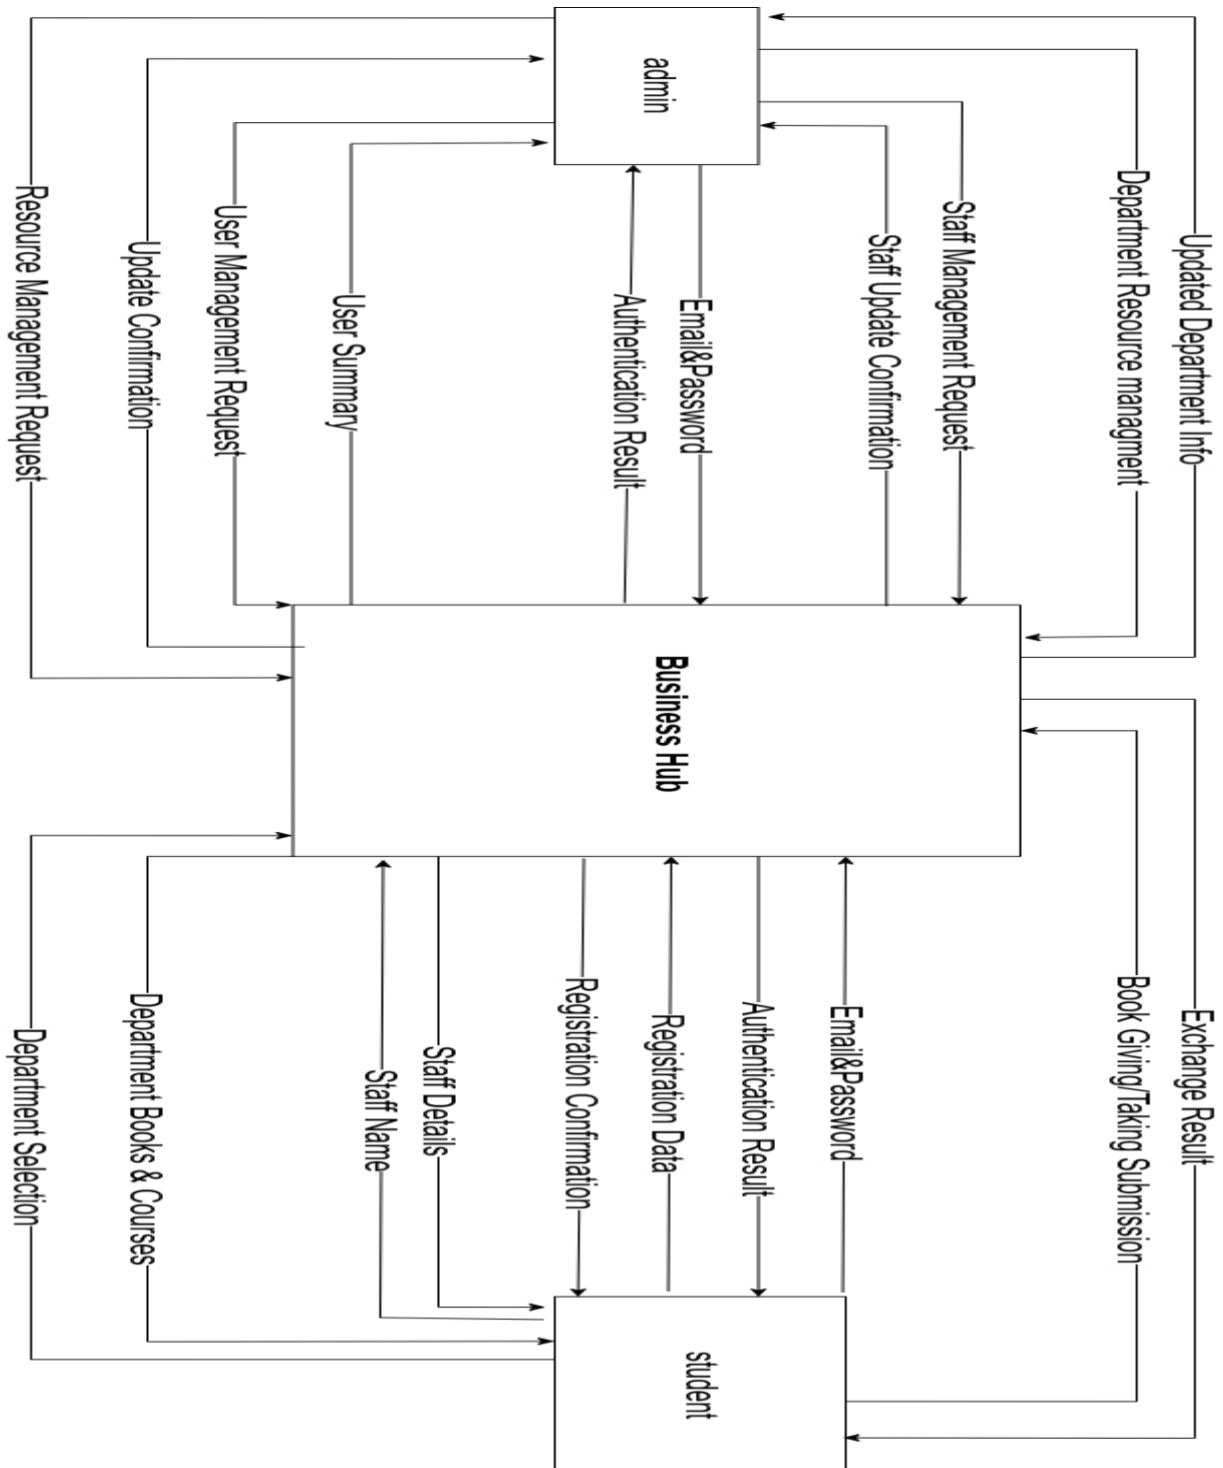 admin
Updated Department Info
Department Resource managment
Staff Management Request
Staff Update Confirmation
Email&Password
Authentication Result
User Summary
User Management Request
Update Confirmation
Resource Management Request
Business Hub
Exchange Result
Book Giving/Taking Submission
Email&Password
Authentication Result
Registration Data
Registration Confirmation
Staff Details
Staff Name
Department Books & Courses
Department Selection
student